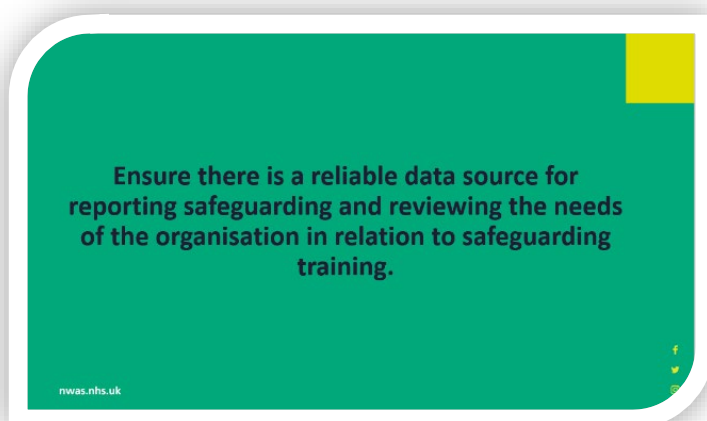 Ensure there is a reliable data source for
reporting safeguarding and reviewing the needs
of the organisation in relation to safeguarding
training.
nwas.nhs.uk